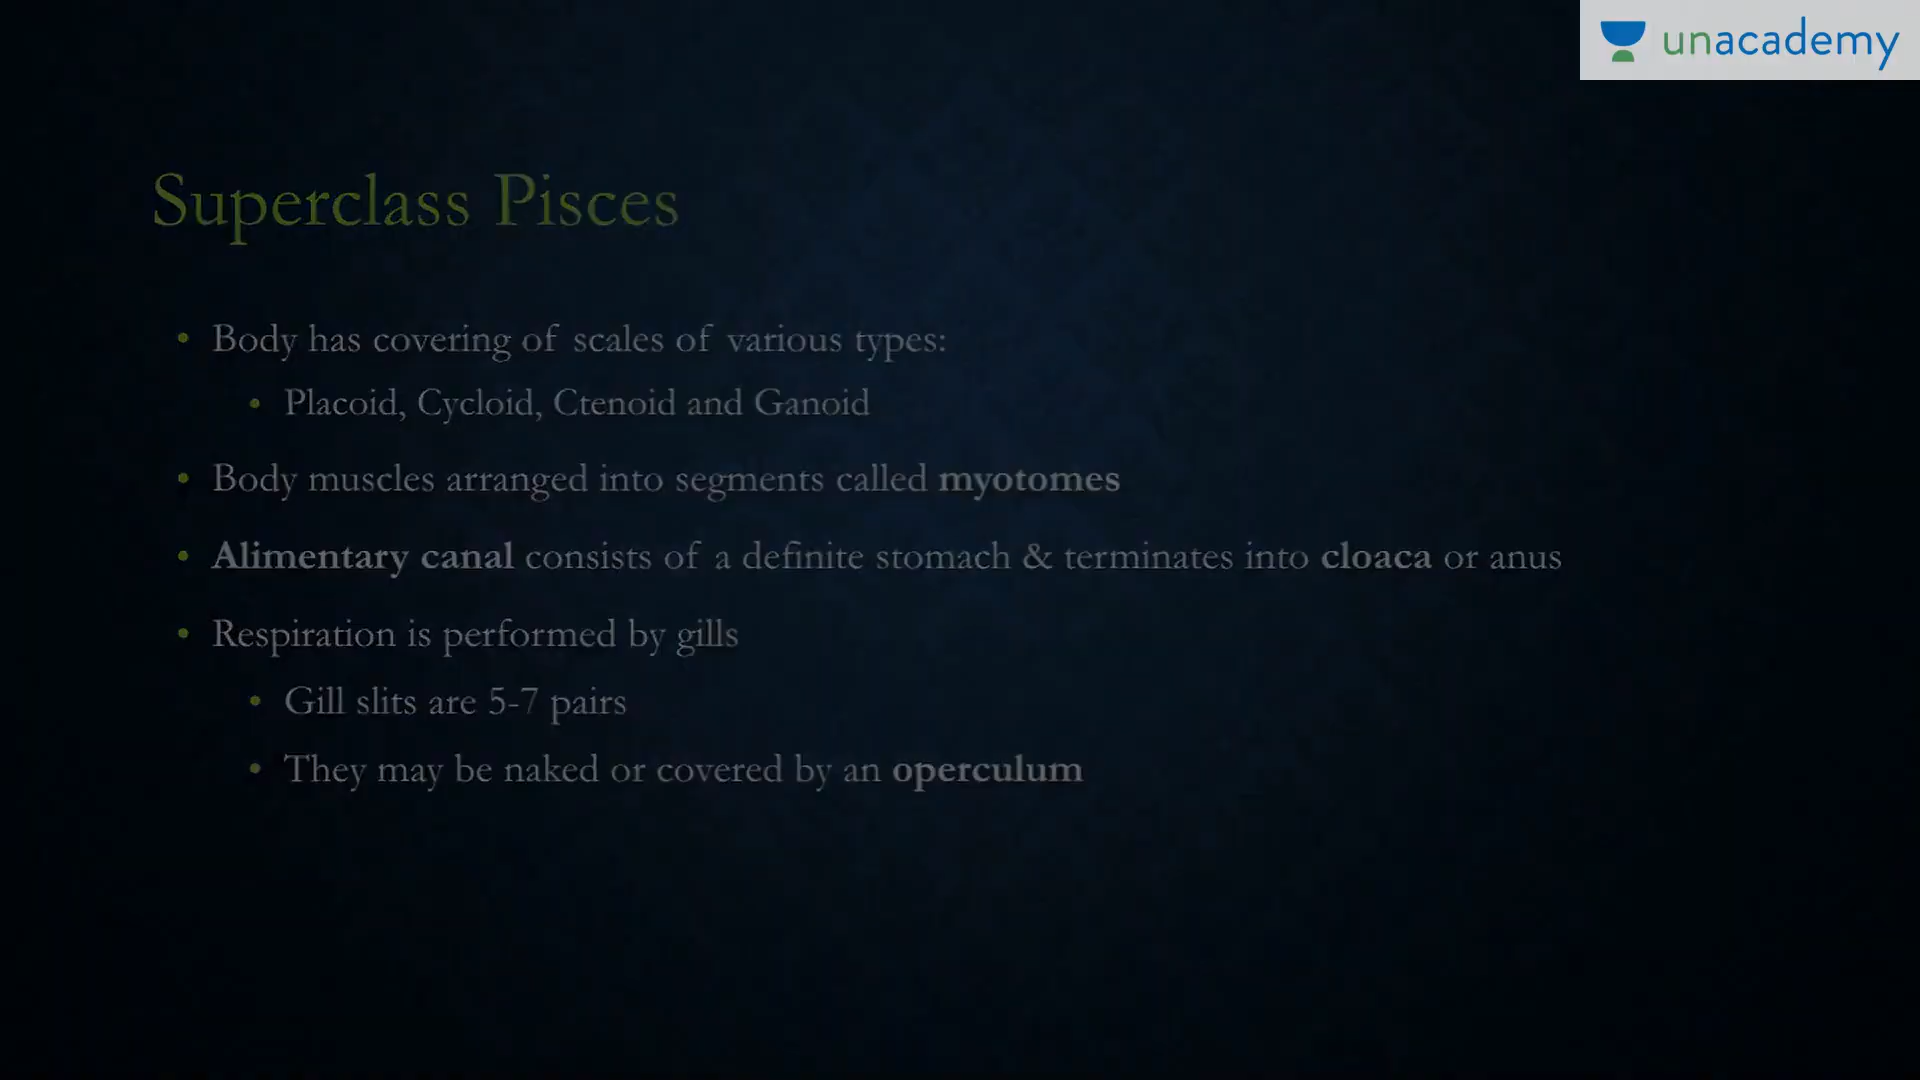 unacademy
Superclass Pisces
• Body has covering of scales of various types:
• Placoid, Cycloid, Ctenoid and Ganoid
• Body muscles arranged into segments called myotomes
• Alimentary canal consists of a definite stomach & terminates into cloaca or anus
• Respiration is performed by gills
• Gill slits are 5-7 pairs
• They may be naked or covered by an operculum